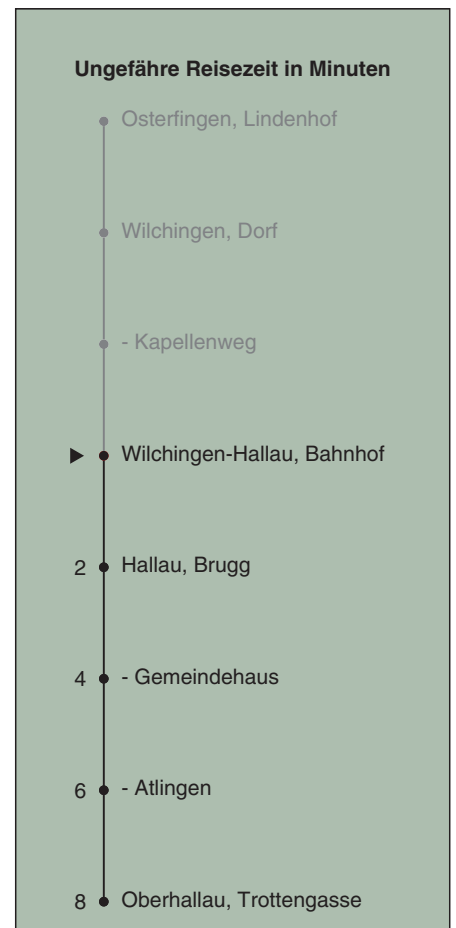 Ungefähre Reisezeit in Minuten
Osterfingen, Lindenhof
Wilchingen, Dorf
- Kapellenweg
Wilchingen-Hallau, Bahnhof
2 Hallau, Brugg
4 - Gemeindehaus
6 - Atlingen
8 Oberhallau, Trottengasse